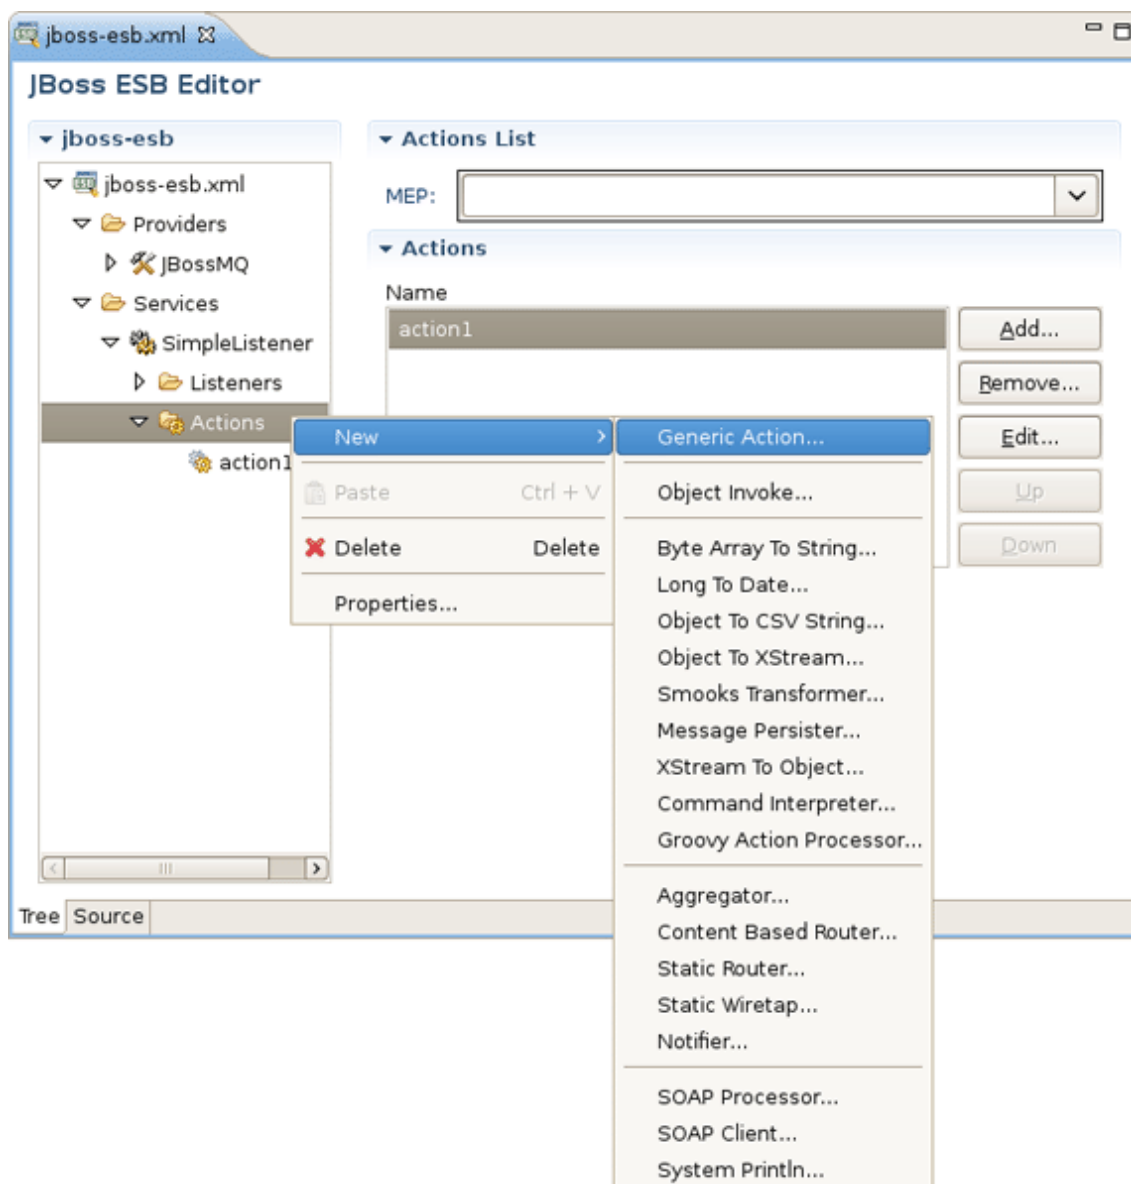 jboss-esb.xml
JBoss ESB Editor
jboss-esb
jboss-esb.xml
Providers
JBossMQ
Services
SimpleListener
Listeners
Actions
action1
Actions List
MEP:
Actions
Name
action1
Add...
Remove...
Edit...
Up
Down
New
Paste Ctrl + V
Delete Delete
Properties...
Generic Action...
Object Invoke...
Byte Array To String...
Long To Date...
Object To CSV String...
Object To XStream...
Smooks Transformer...
Message Persister...
XStream To Object...
Command Interpreter...
Groovy Action Processor...
Aggregator...
Content Based Router...
Static Router...
Static Wiretap...
Notifier...
SOAP Processor...
SOAP Client...
System Println...
Tree Source